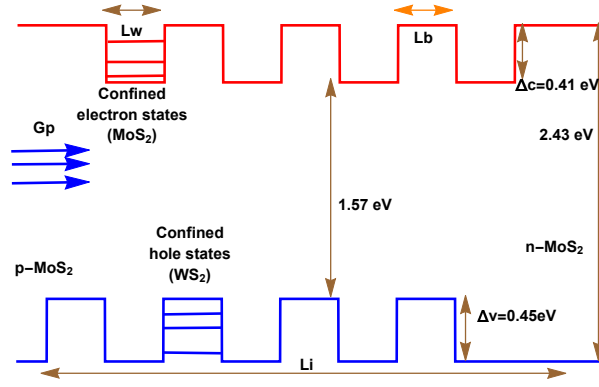 Lw
Lb
Δc=0.41 eV
Confined
electron states
(MoS₂)
Gp
2.43 eV
1.57 eV
Confined
hole states
(WS₂)
p−MoS₂
n−MoS₂
Δv=0.45eV
Li